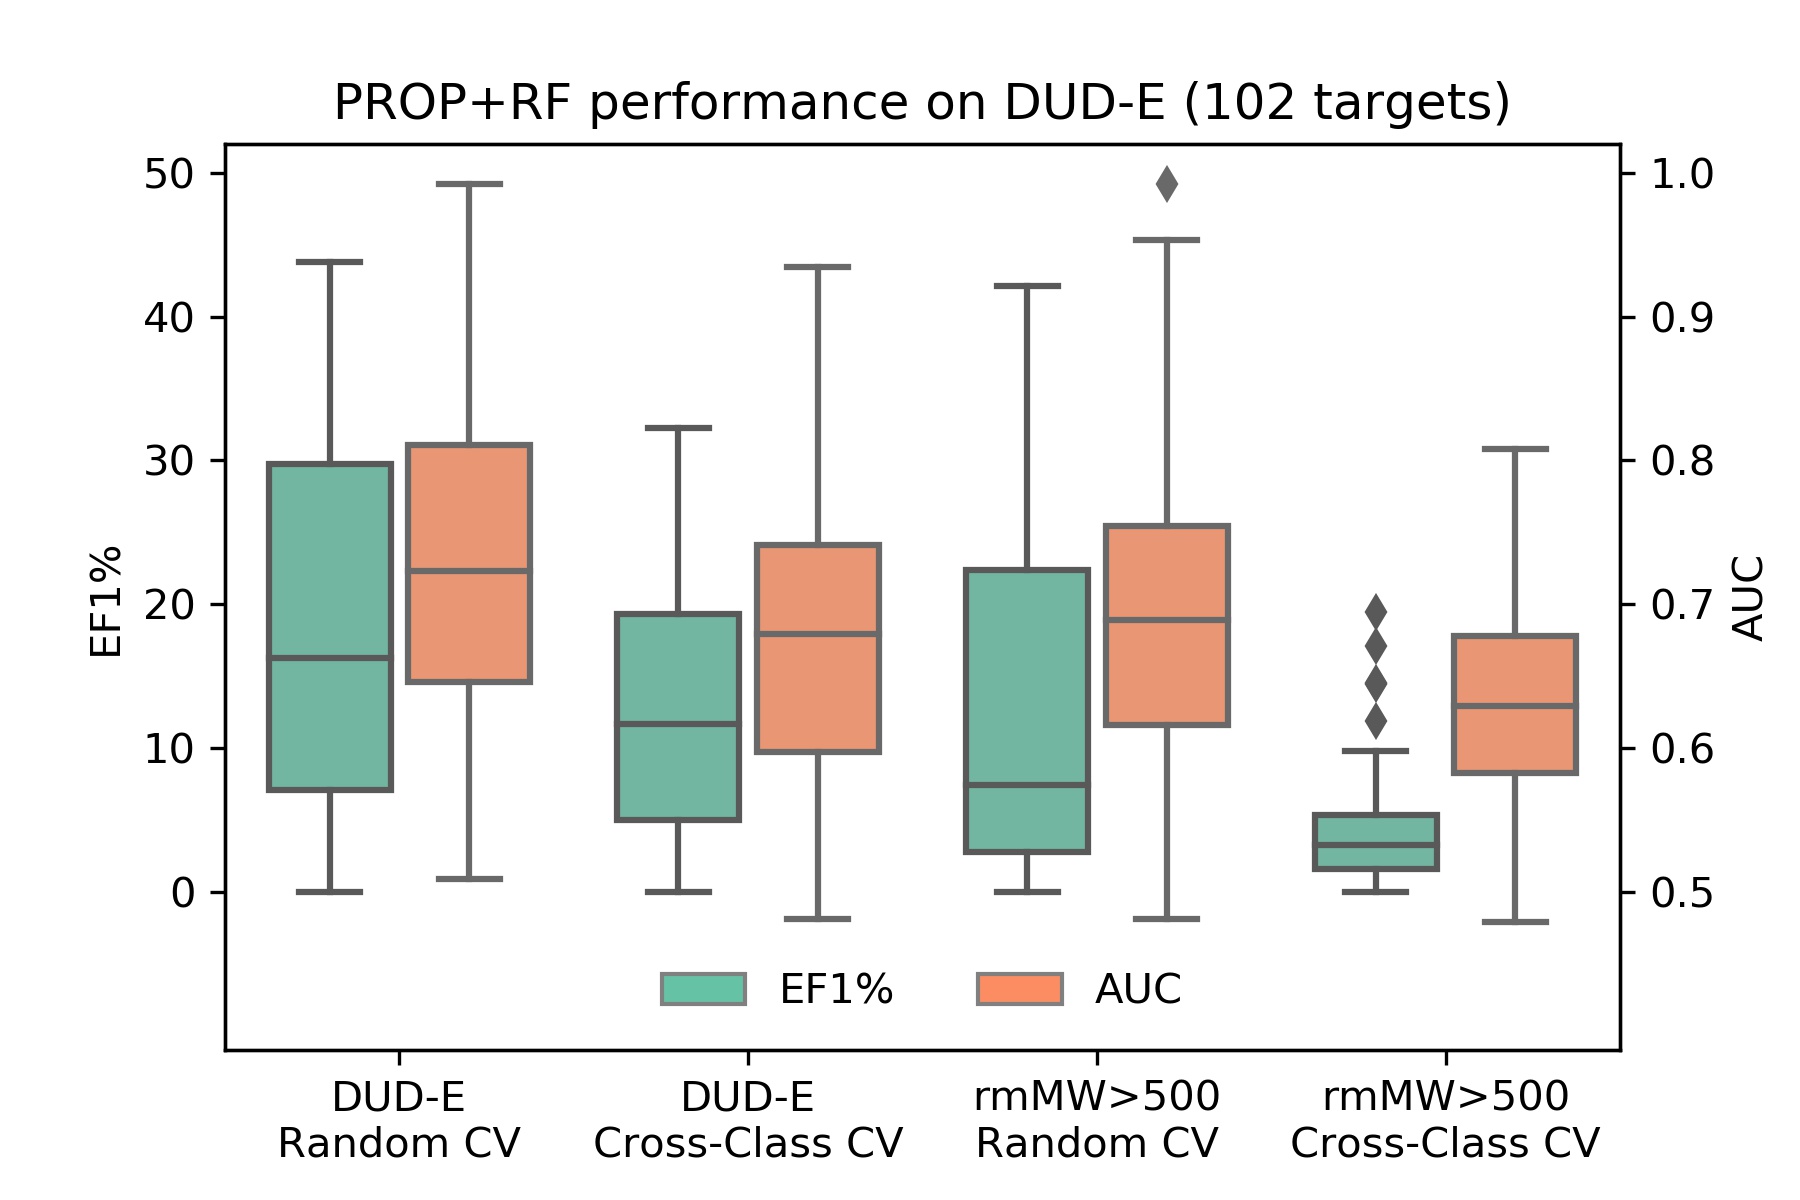 PROP+RF performance on DUD-E (102 targets)
50
40
30
20
10
0
EF1%
1.0
0.9
0.8
0.7
0.6
0.5
AUC
EF1%
AUC
DUD-E
Random CV
DUD-E
Cross-Class CV
rmMW>500
Random CV
rmMW>500
Cross-Class CV